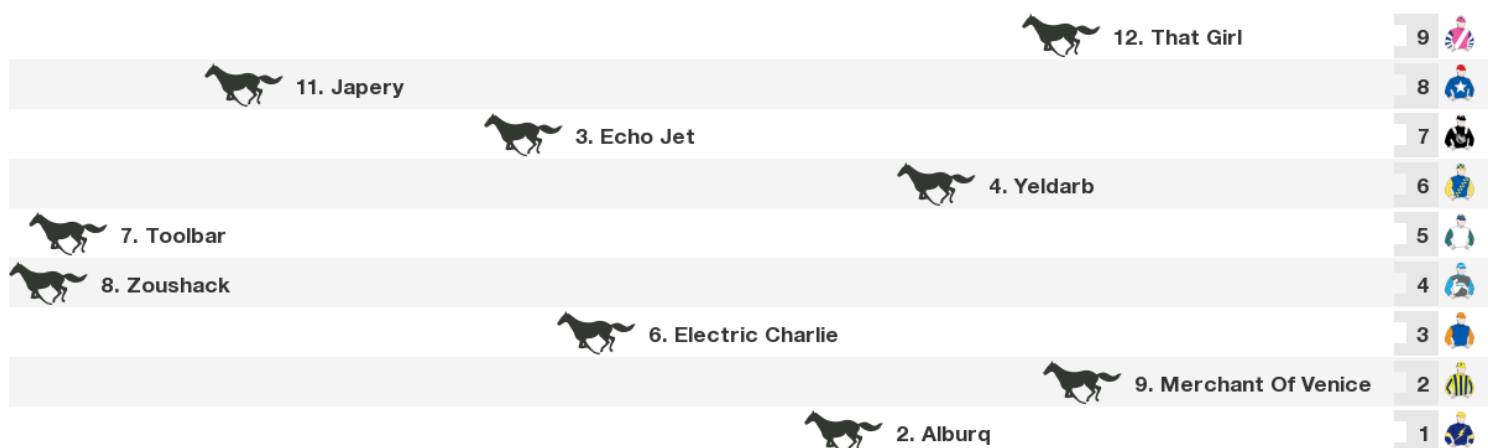 12. That Girl 9
11. Japery 8
3. Echo Jet 7
4. Yeldarb 6
7. Toolbar 5
8. Zoushack 4
6. Electric Charlie 3
9. Merchant Of Venice 2
2. Alburq 1